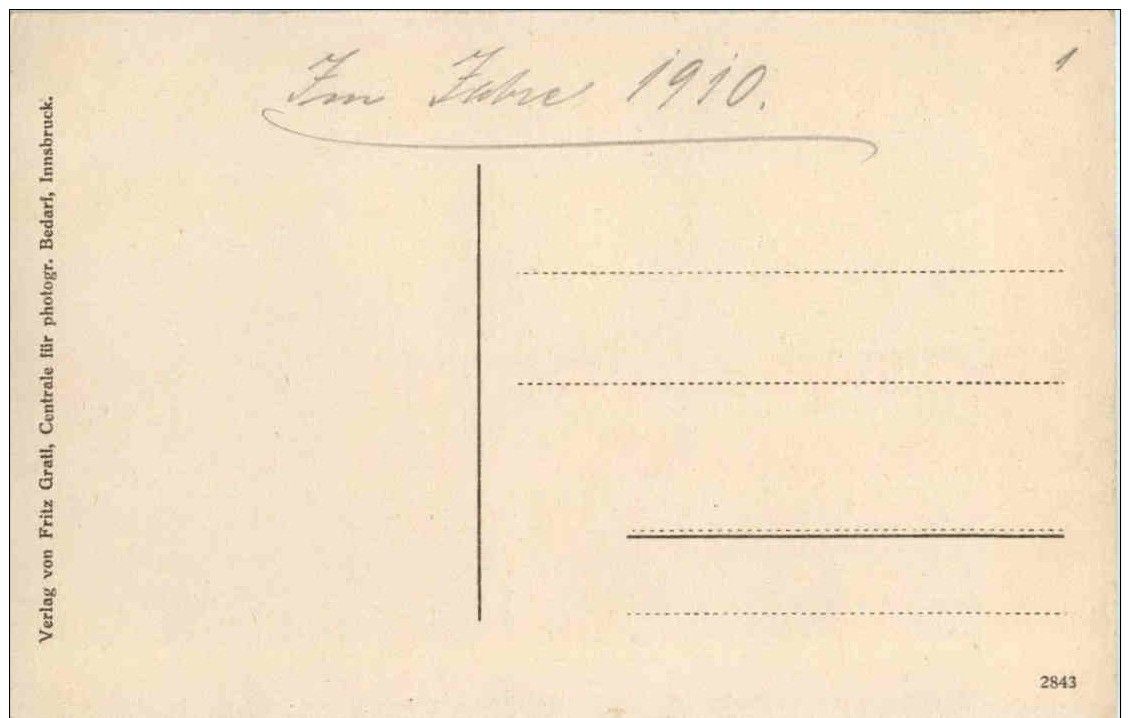 Im Jahre 1910.
1
Verlag von Fritz Gratl, Centrale für photogr. Bedarf, Innsbruck.
2843